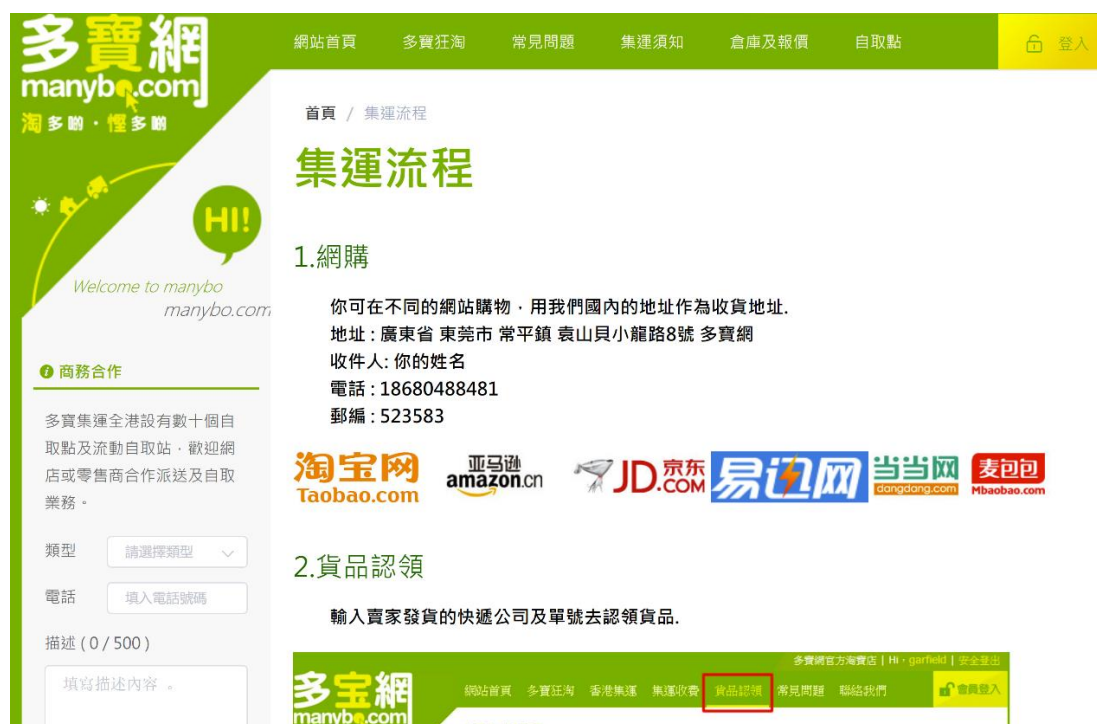 多寶網
manybo.com
淘多啲・慳多啲
網站首頁 多寶狂淘 常見問題 集運須知 倉庫及報價 自取點 登入
首頁 / 集運流程
集運流程
HI!
Welcome to manybo
manybo.com
商務合作
多寶集運全港設有數十個自
取點及流動自取站，歡迎網
店或零售商合作派送及自取
業務。
類型 請選擇類型
電話 填入電話號碼
描述 ( 0 / 500 )
填寫描述內容 。
1.網購
你可在不同的網站購物，用我們國內的地址作為收貨地址.
地址 : 廣東省 東莞市 常平鎮 袁山貝小龍路8號 多寶網
收件人: 你的姓名
電話 : 18680488481
郵編 : 523583
淘宝网 亚马逊 JD.京东 易迅网 当当网 麦包包
Taobao.com amazon.cn .COM dangdang.com Mbaobao.com
2.貨品認領
輸入賣家發貨的快遞公司及單號去認領貨品.
多寶網官方淘寶店 | Hi，garfield | 安全登出
多宝網 網站首頁 多寶狂淘 香港集運 集運收費 貨品認領 常見問題 聯絡我們 會員登入
manybo.com